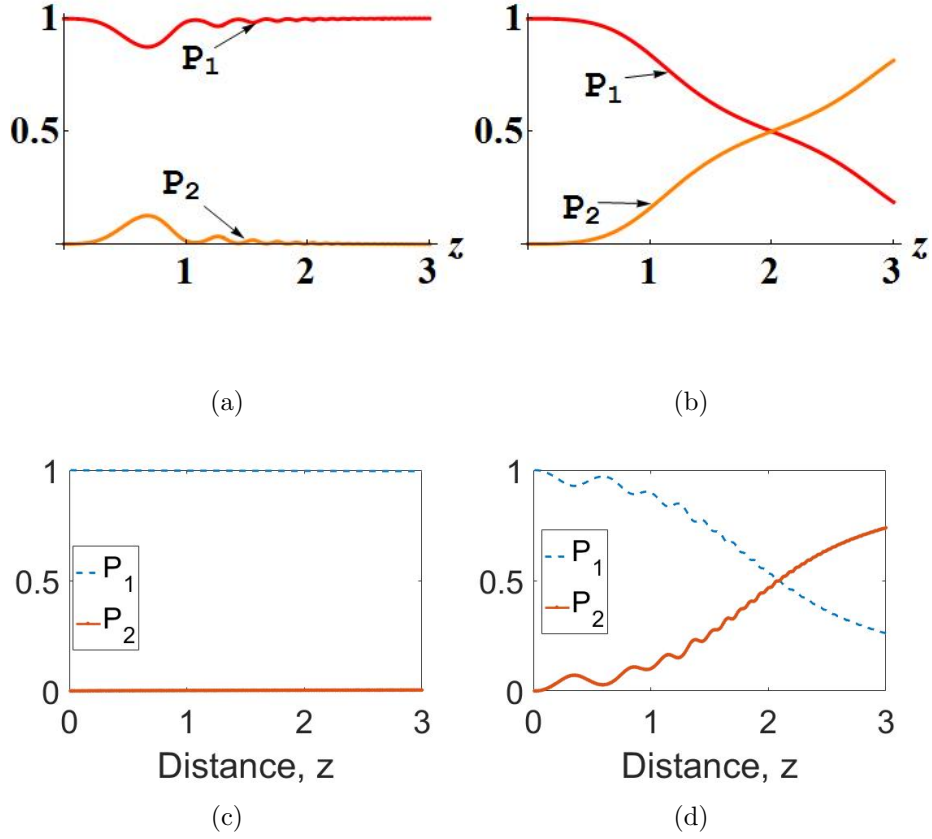 1
P1
0.5
P2
1 2 3 z
(a)
1
P1
0.5
P2
1 2 3 z
(b)
1
0.5
0
P1
P2
0 1 2 3
Distance, z
(c)
1
0.5
0
P1
P2
0 1 2 3
Distance, z
(d)